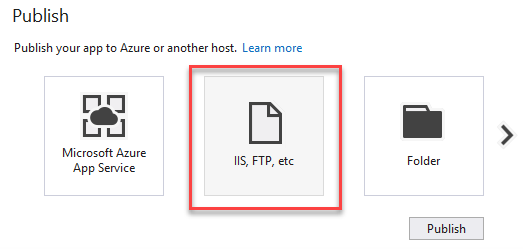 Publish
Publish your app to Azure or another host. Learn more
Microsoft Azure
App Service
IIS, FTP, etc
Folder
Publish